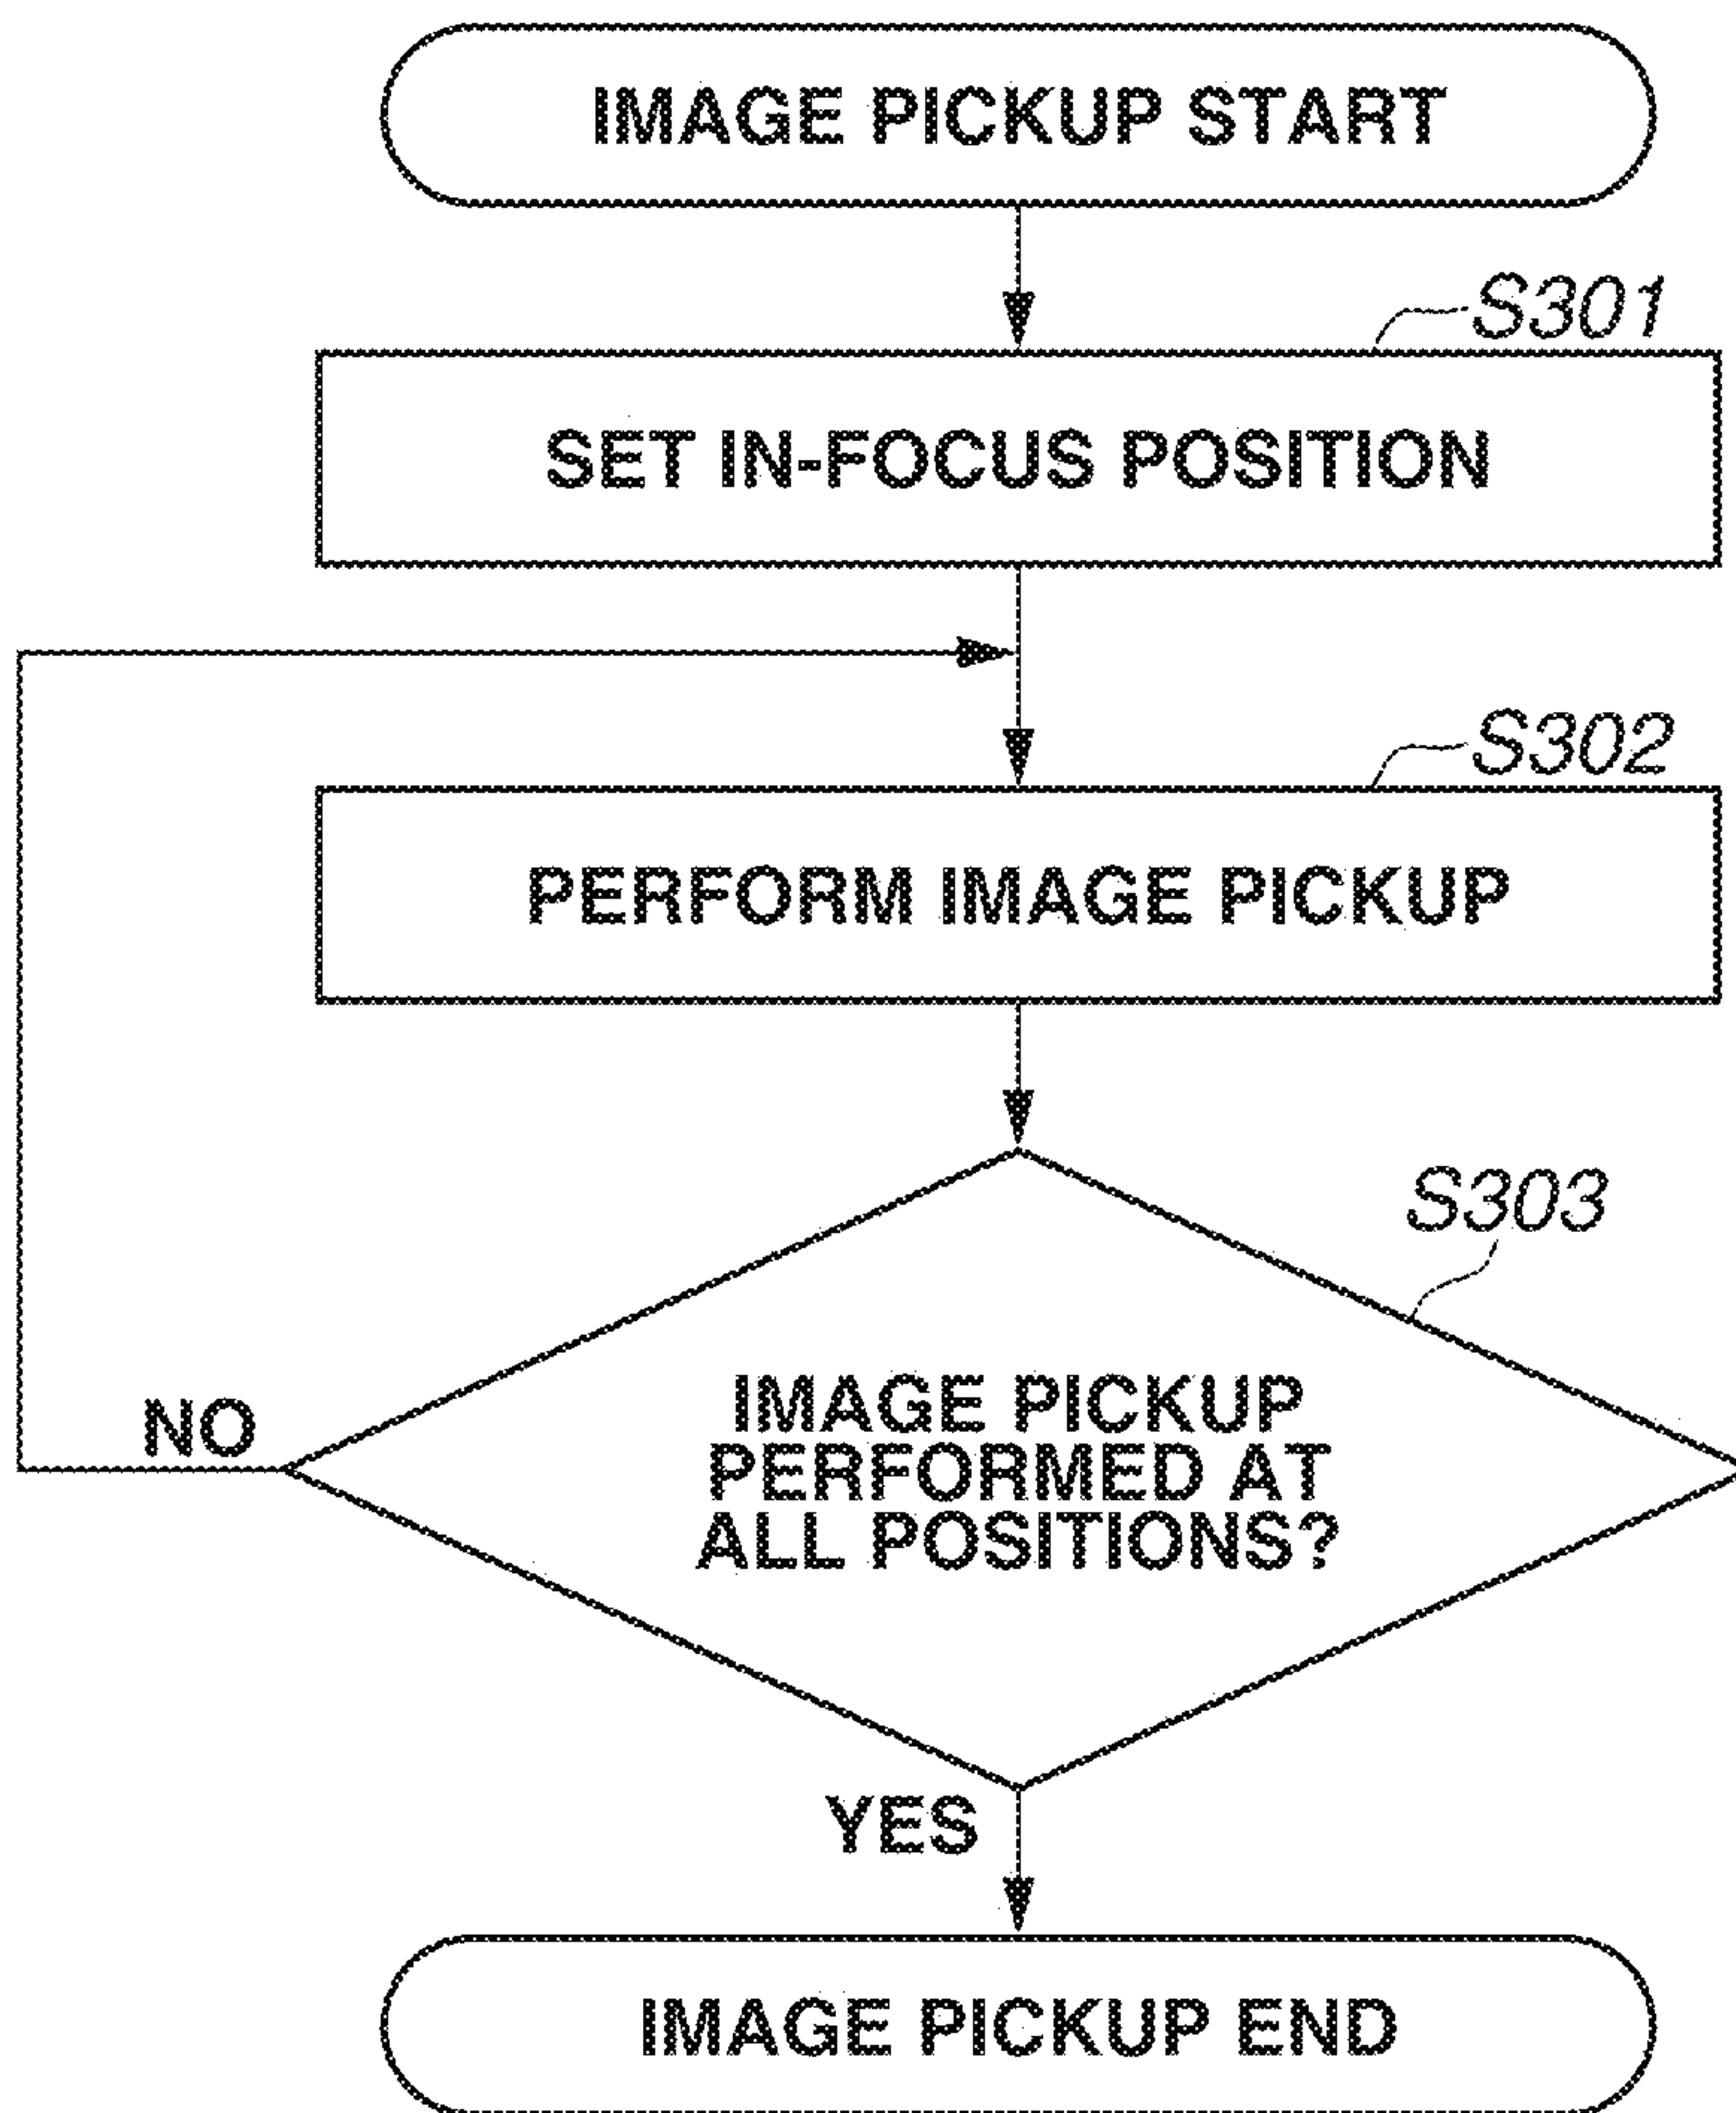 IMAGE PICKUP START
S301
SET IN-FOCUS POSITION
S302
PERFORM IMAGE PICKUP
S303
IMAGE PICKUP
PERFORMED AT
ALL POSITIONS?
NO
YES
IMAGE PICKUP END